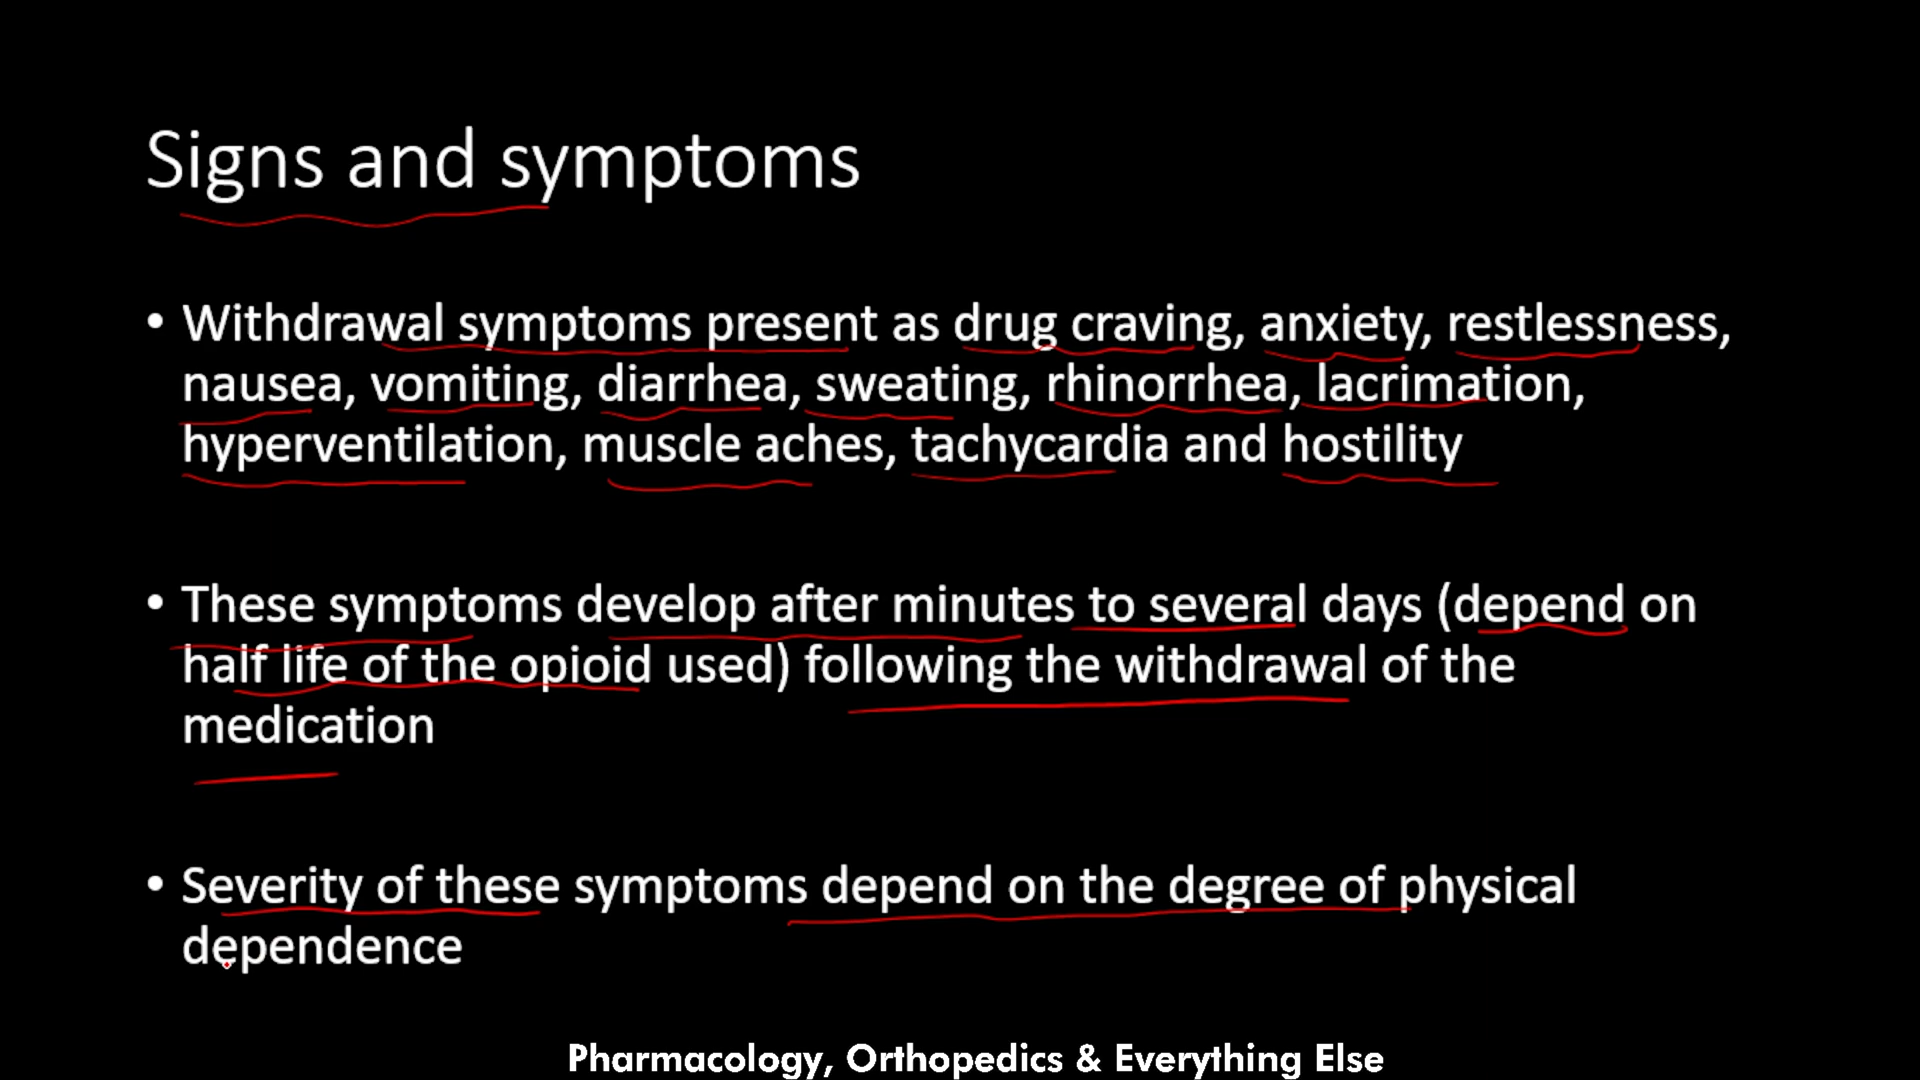 Signs and symptoms
• Withdrawal symptoms present as drug craving, anxiety, restlessness,
nausea, vomiting, diarrhea, sweating, rhinorrhea, lacrimation,
hyperventilation, muscle aches, tachycardia and hostility
• These symptoms develop after minutes to several days (depend on
half life of the opioid used) following the withdrawal of the
medication
• Severity of these symptoms depend on the degree of physical
dependence
Pharmacology, Orthopedics & Everything Else